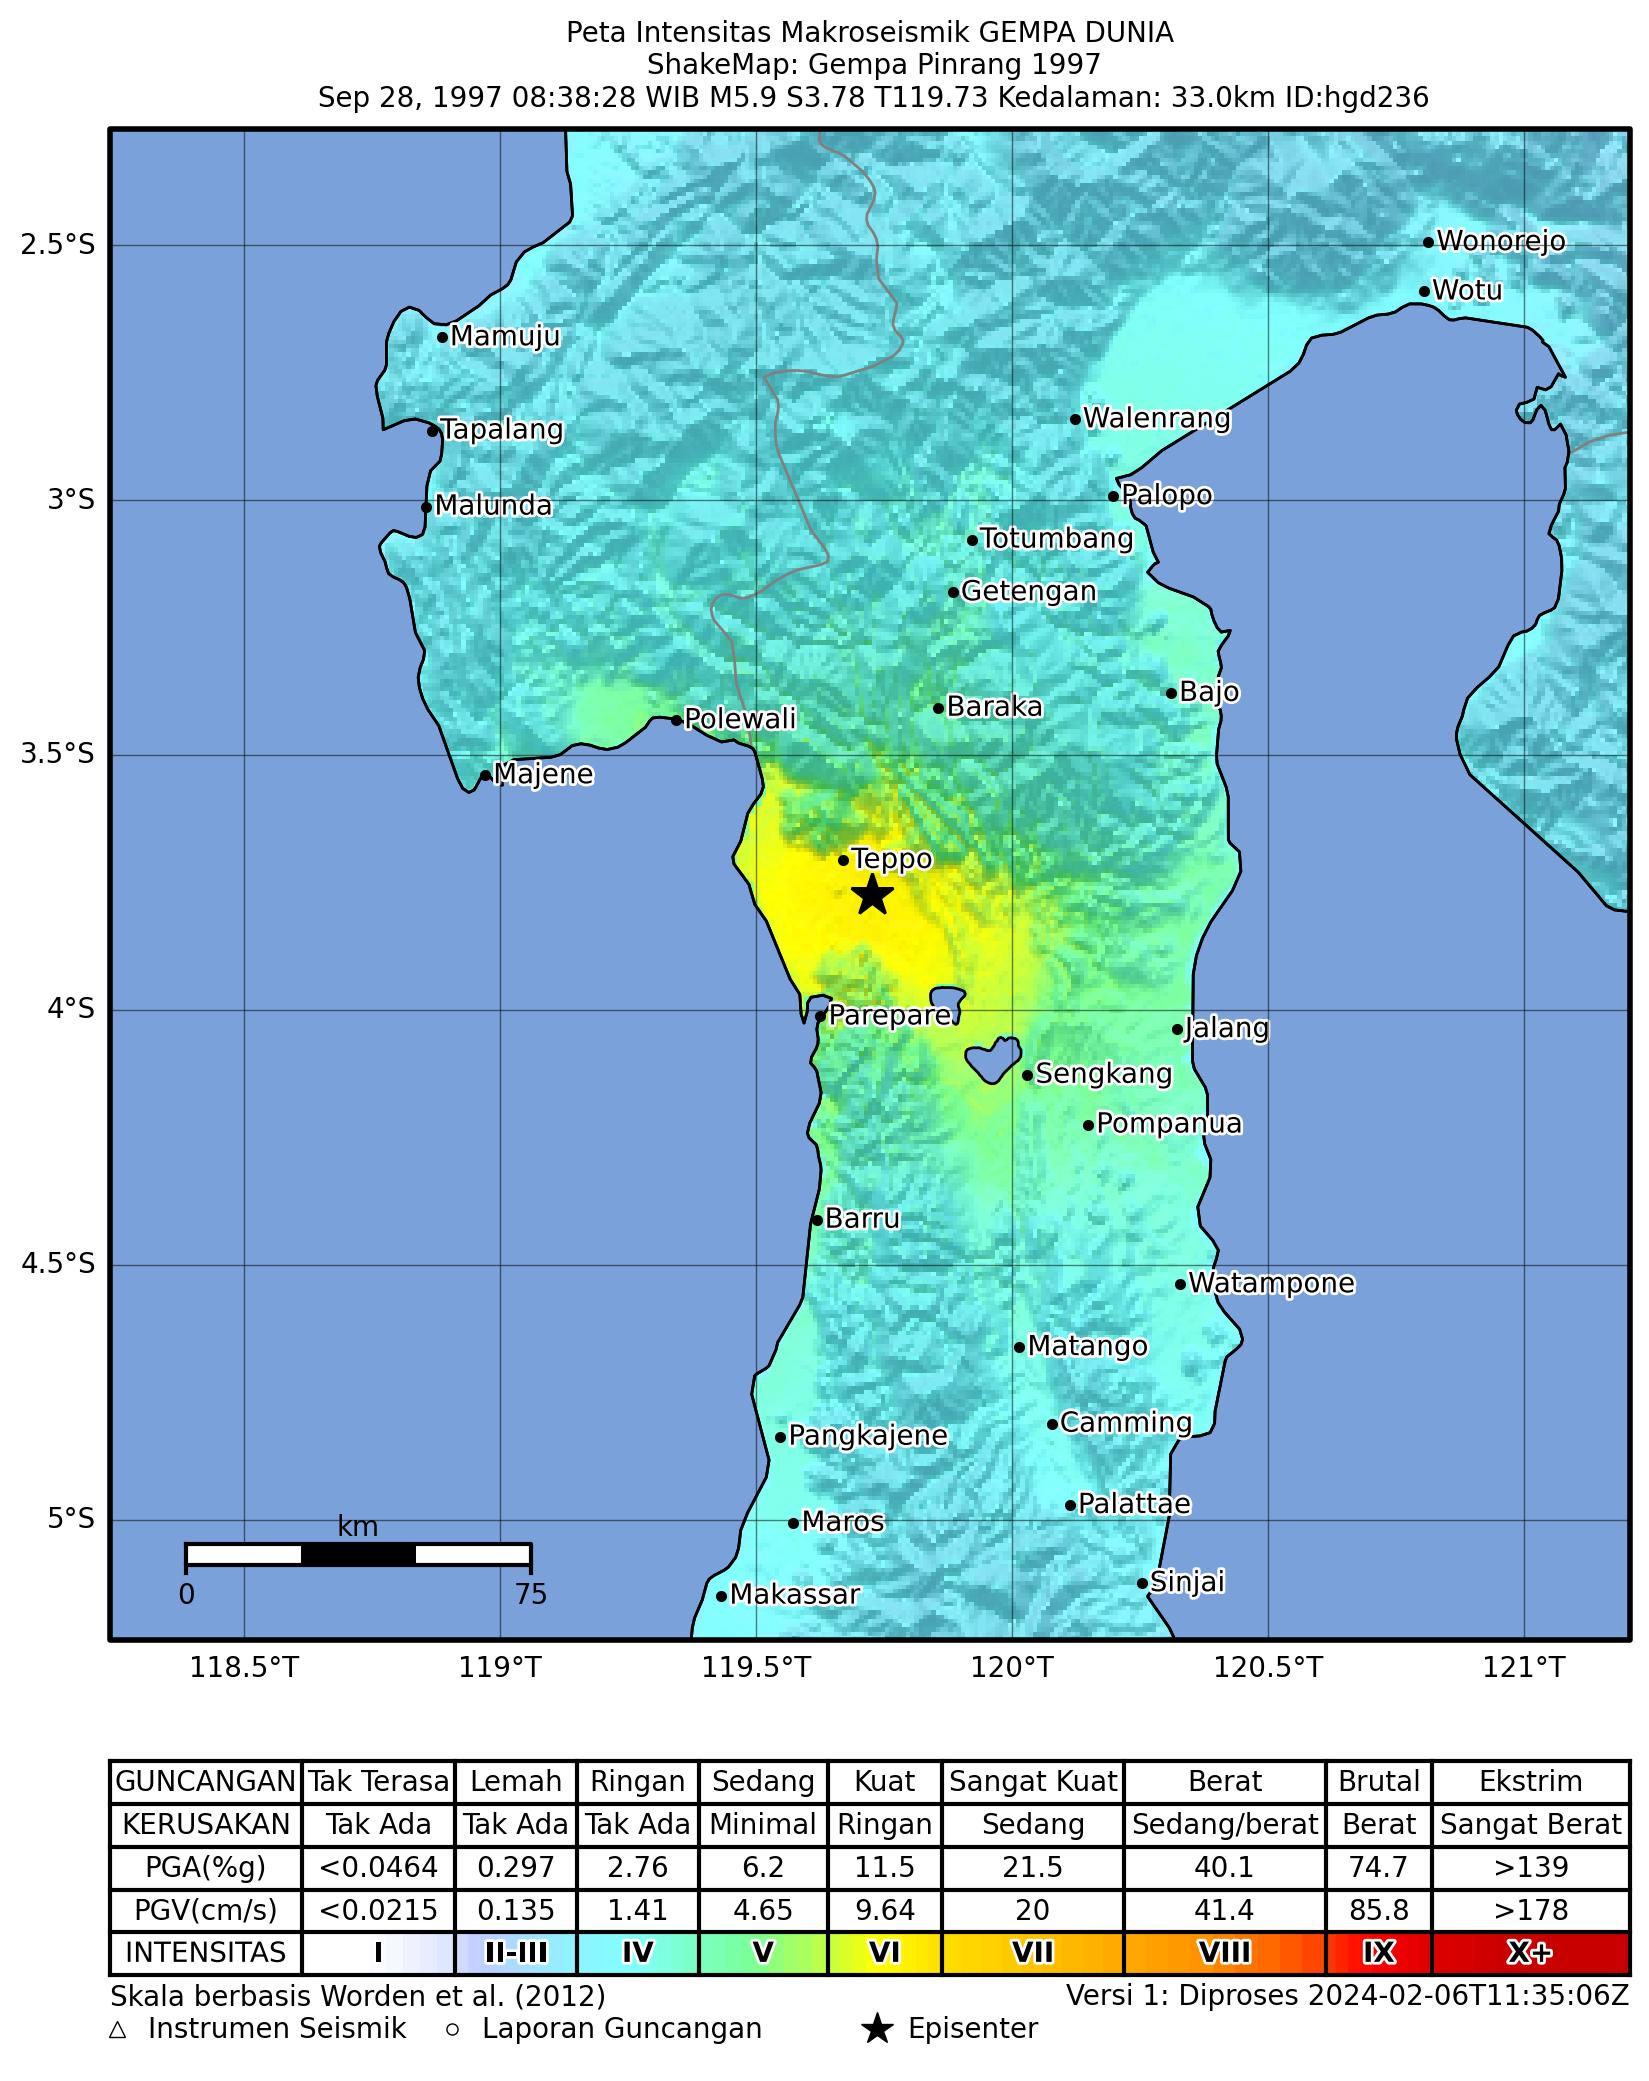 Peta Intensitas Makroseismik GEMPA DUNIA
ShakeMap: Gempa Pinrang 1997
Sep 28, 1997 08:38:28 WIB M5.9 S3.78 T119.73 Kedalaman: 33.0km ID:hgd236
2.5°S
3°S
3.5°S
4°S
4.5°S
5°S
Wonorejo
Wotu
Mamuju
Walenrang
Tapalang
Palopo
Malunda
Totumbang
Getengan
Bajo
Baraka
Polewali
Majene
Teppo
Parepare
Jalang
Sengkang
Pompanua
Barru
Watampone
Matango
Camming
Pangkajene
Palattae
Maros
Sinjai
Makassar
km
0 75
118.5°T 119°T 119.5°T 120°T 120.5°T 121°T
GUNCANGAN Tak Terasa Lemah Ringan Sedang Kuat Sangat Kuat Berat Brutal Ekstrim
KERUSAKAN Tak Ada Tak Ada Tak Ada Minimal Ringan Sedang Sedang/berat Berat Sangat Berat
PGA(%g) <0.0464 0.297 2.76 6.2 11.5 21.5 40.1 74.7 >139
PGV(cm/s) <0.0215 0.135 1.41 4.65 9.64 20 41.4 85.8 >178
INTENSITAS I II-III IV V VI VII VIII IX X+
Skala berbasis Worden et al. (2012) Versi 1: Diproses 2024-02-06T11:35:06Z
△ Instrumen Seismik ○ Laporan Guncangan ★ Episenter